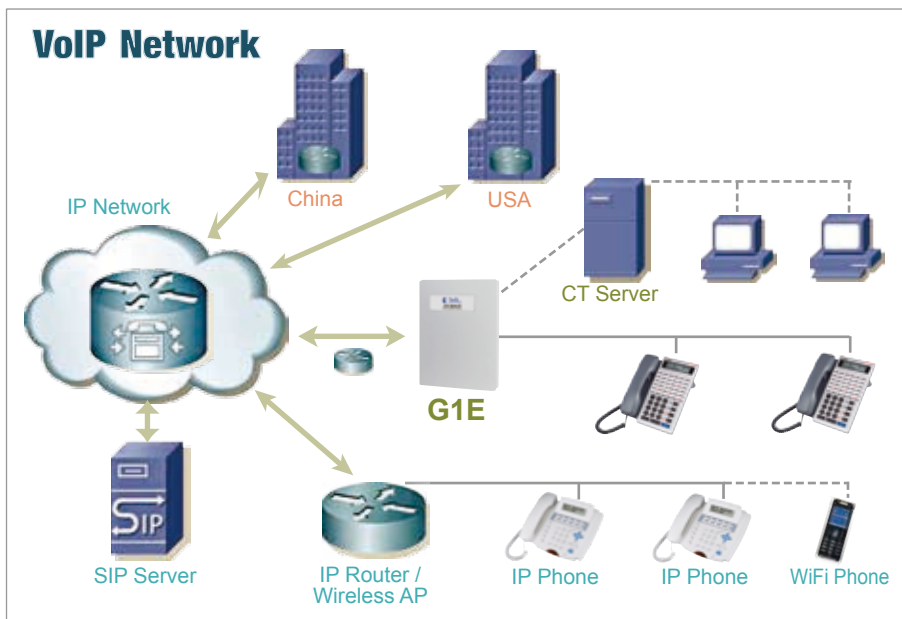 VoIP Network
China
USA
IP Network
CT Server
G1E
SIP
SIP Server
IP Router /
Wireless AP
IP Phone
IP Phone
WiFi Phone